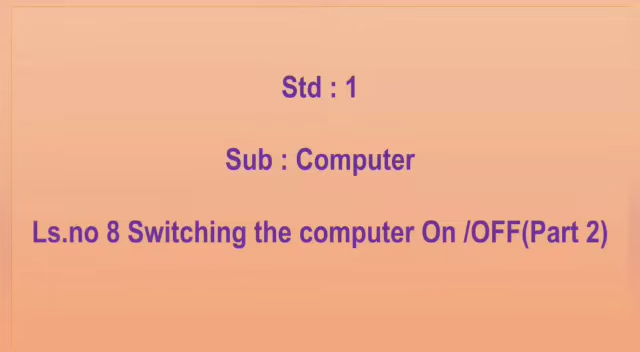 Std : 1
Sub : Computer
Ls.no 8 Switching the computer On /OFF(Part 2)